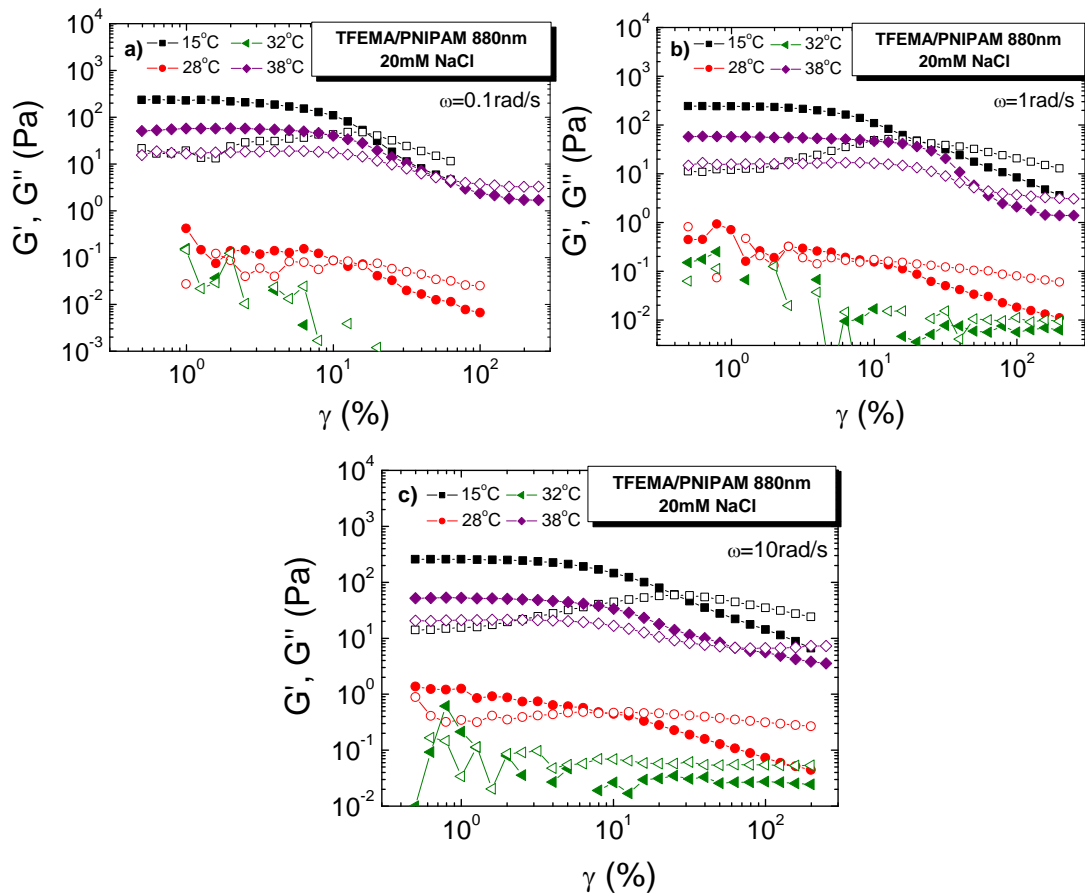 a)
15°C
32°C
28°C
38°C
TFEMA/PNIPAM 880nm
20mM NaCl
ω=0.1rad/s
G', G'' (Pa)
10⁴
10³
10²
10¹
10⁰
10⁻¹
10⁻²
10⁻³
10⁰ 10¹ 10²
γ (%)
b)
15°C
32°C
28°C
38°C
TFEMA/PNIPAM 880nm
20mM NaCl
ω=1rad/s
G', G'' (Pa)
10⁴
10³
10²
10¹
10⁰
10⁻¹
10⁻²
10⁰ 10¹ 10²
γ (%)
c)
15°C
32°C
28°C
38°C
TFEMA/PNIPAM 880nm
20mM NaCl
ω=10rad/s
G', G'' (Pa)
10⁴
10³
10²
10¹
10⁰
10⁻¹
10⁻²
10⁰ 10¹ 10²
γ (%)